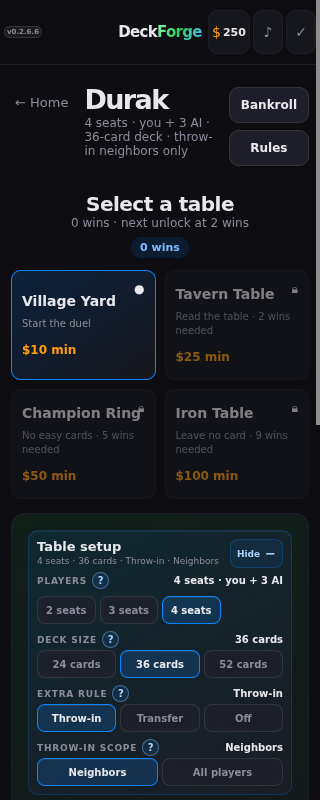 v0.2.6.6
DeckForge
$ 250
♪
✓
← Home
Durak
4 seats · you + 3 AI ·
36-card deck · throw-
in neighbors only
Bankroll
Rules
Select a table
0 wins · next unlock at 2 wins
0 wins
Village Yard
Start the duel
$10 min
Tavern Table
Read the table · 2 wins
needed
$25 min
Champion Ring
No easy cards · 5 wins
needed
$50 min
Iron Table
Leave no card · 9 wins
needed
$100 min
Table setup
4 seats · 36 cards · Throw-in · Neighbors
Hide −
PLAYERS ?
4 seats · you + 3 AI
2 seats
3 seats
4 seats
DECK SIZE ?
36 cards
24 cards
36 cards
52 cards
EXTRA RULE ?
Throw-in
Throw-in
Transfer
Off
THROW-IN SCOPE ?
Neighbors
Neighbors
All players